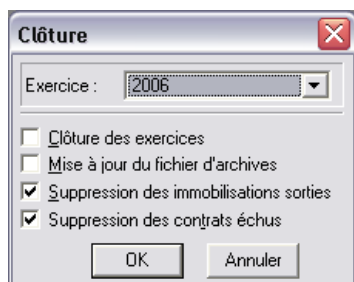 Clôture
Exercice : 2006
Clôture des exercices
Mise à jour du fichier d'archives
Suppression des immobilisations sorties
Suppression des contrats échus
OK Annuler